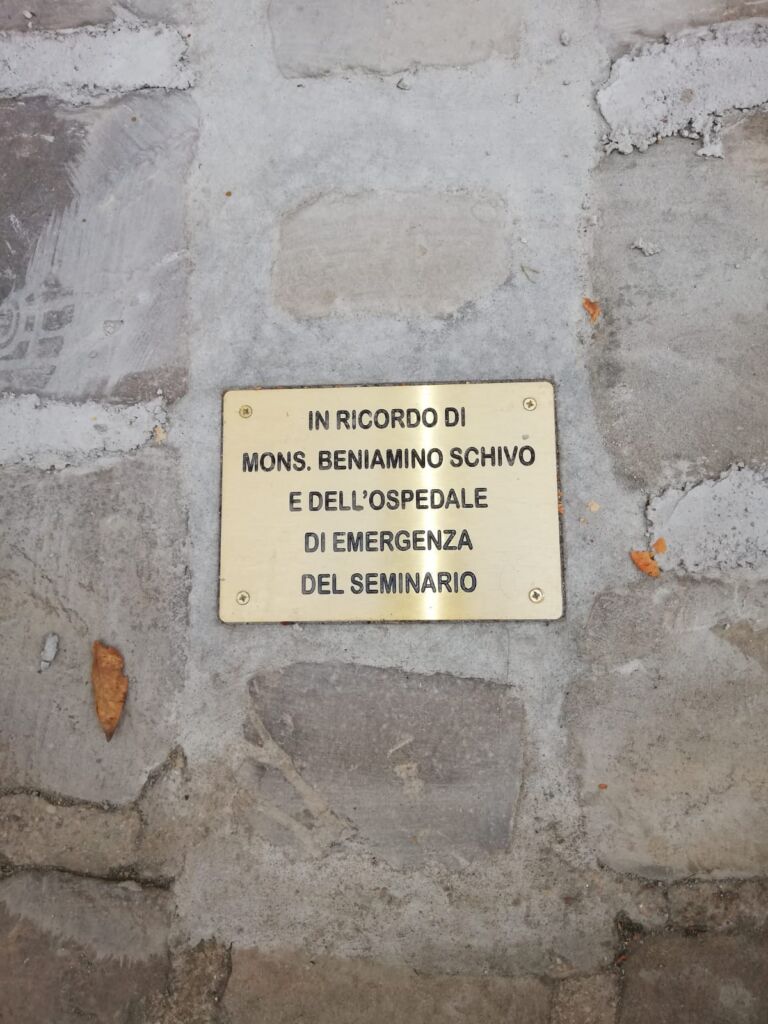 IN RICORDO DI
MONS. BENIAMINO SCHIVO
E DELL'OSPEDALE
DI EMERGENZA
DEL SEMINARIO